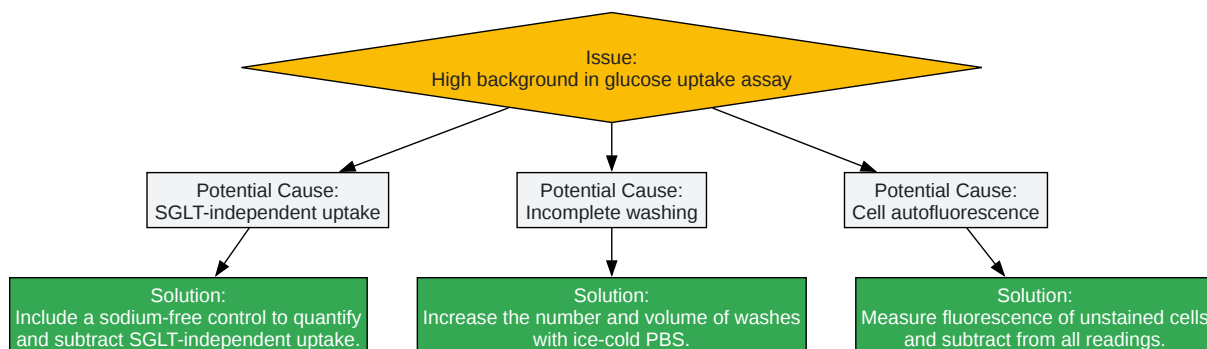 Issue:
High background in glucose uptake assay
Potential Cause:
SGLT-independent uptake
Potential Cause:
Incomplete washing
Potential Cause:
Cell autofluorescence
Solution:
Include a sodium-free control to quantify
and subtract SGLT-independent uptake.
Solution:
Increase the number and volume of washes
with ice-cold PBS.
Solution:
Measure fluorescence of unstained cells
and subtract from all readings.